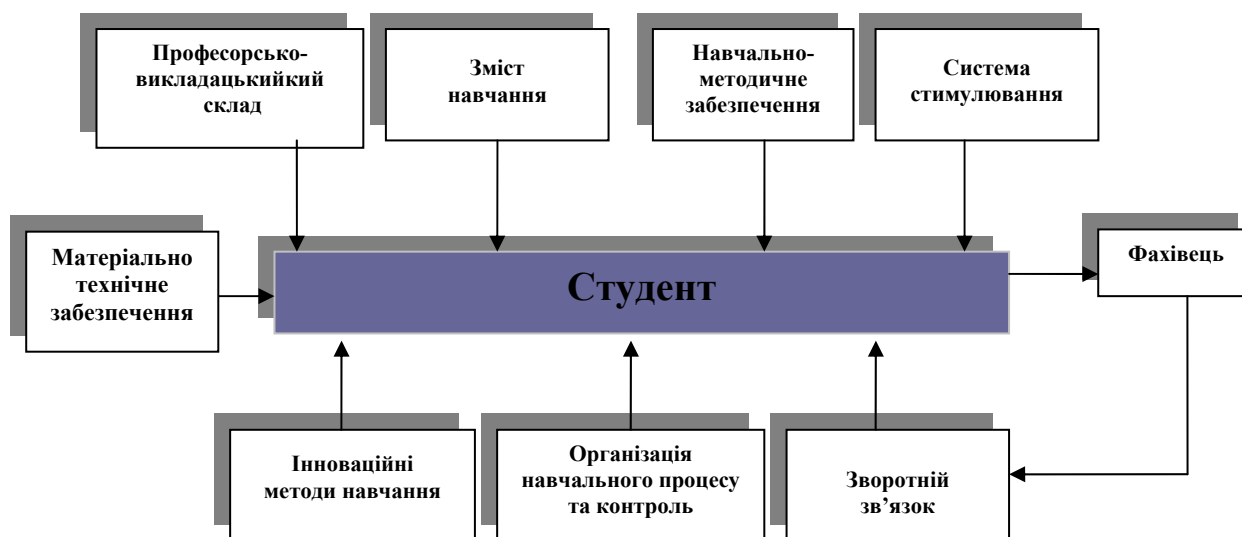 Професорсько-
викладацькийкий
склад
Зміст
навчання
Навчально-
методичне
забезпечення
Система
стимулювання
Матеріально
технічне
забезпечення
Студент
Фахівець
Інноваційні
методи навчання
Організація
навчального процесу
та контроль
Зворотній
зв’язок